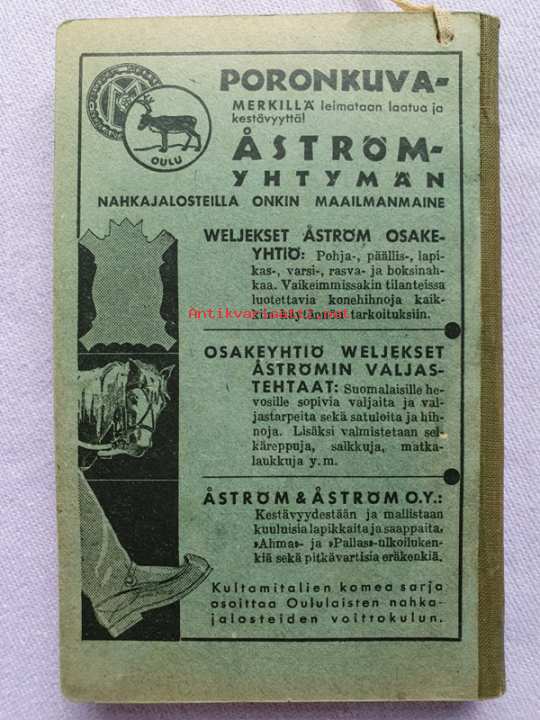 PORONKUVA-
MERKILLÄ leimataan laatua ja
kestävyyttä!
OULU
ÅSTRÖM-
YHTYMÄN
NAHKAJALOSTEILLA ONKIN MAAILMANMAINE
WELJEKSET ÅSTRÖM OSAKE-
YHTIÖ: Pohja-, päällis-, lapi-
kas-, varsi-, rasva- ja boksinah-
kaa. Vaikeimmissakin tilanteissa
luotettavia konehihnoja kaik-
kiin käytännön tarkoituksiin.
Antikvariaatti.net
OSAKEYHTIÖ WELJEKSET
ÅSTRÖMIN VALJAS-
TEHTAAT: Suomalaisille he-
vosille sopivia valjaita ja val-
jastarpeita sekä satuloita ja hih-
noja. Lisäksi valmistetaan sel-
käreppuja, salkkuja, matka-
laukkuja y. m.
ÅSTRÖM & ÅSTRÖM O.Y.:
Kestävyydestään ja mallistaan
kuuluisia lapikkaita ja saappaita,
»Ahma»- ja »Pallas»-ulkoiluken-
kiä sekä pitkävartisia eräkenkiä.
Kultamitalien komea sarja
osoittaa Oululaisten nahka-
jalosteiden voittokulun.